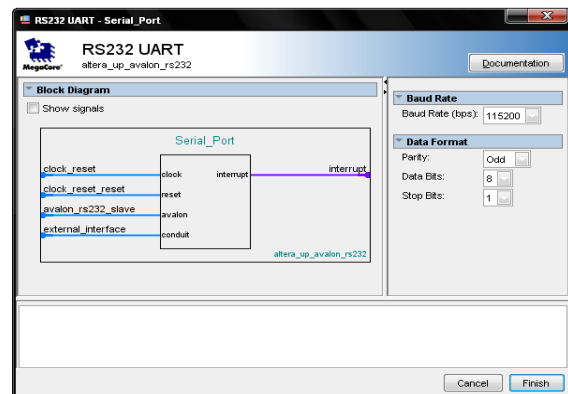 RS232 UART - Serial_Port
RS232 UART
altera_up_avalon_rs232
MegaCore'
Documentation
Block Diagram
Show signals
Serial_Port
clock_reset
clock
interrupt
interrupt
clock_reset_reset
reset
avalon_rs232_slave
avalon
external_interface
conduit
altera_up_avalon_rs232
Baud Rate
Baud Rate (bps): 115200
Data Format
Parity: Odd
Data Bits: 8
Stop Bits: 1
Cancel
Finish